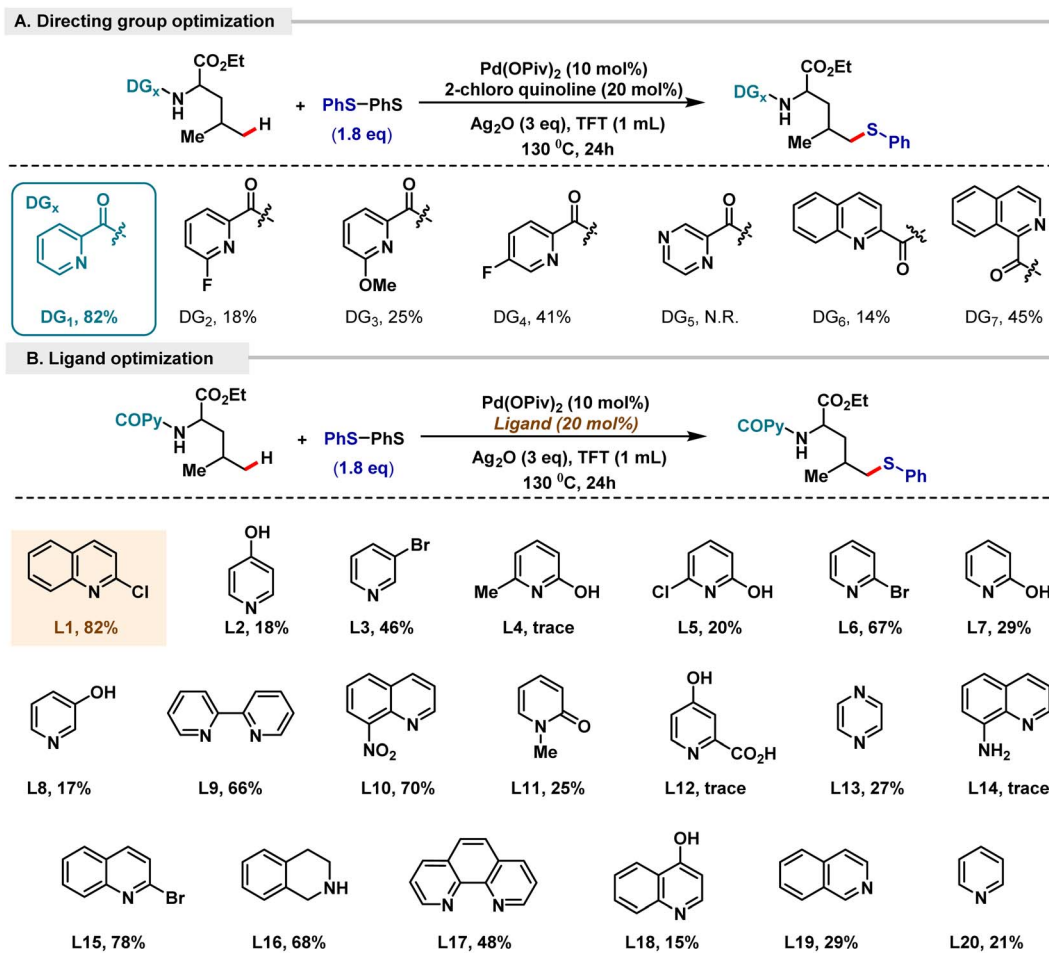 A. Directing group optimization
CO2Et
DGx
N
H
Me
H
+
PhS–PhS
(1.8 eq)
Pd(OPiv)2 (10 mol%)
2-chloro quinoline (20 mol%)
Ag2O (3 eq), TFT (1 mL)
130 ⁰C, 24h
CO2Et
DGx
N
H
Me
S
Ph
DGx
O
N
DG1, 82%
O
N
F
DG2, 18%
O
N
OMe
DG3, 25%
O
N
F
DG4, 41%
O
N
N
DG5, N.R.
N
O
DG6, 14%
N
O
DG7, 45%
B. Ligand optimization
CO2Et
COPy
N
H
Me
H
+
PhS–PhS
(1.8 eq)
Pd(OPiv)2 (10 mol%)
Ligand (20 mol%)
Ag2O (3 eq), TFT (1 mL)
130 ⁰C, 24h
CO2Et
COPy
N
H
Me
S
Ph
N Cl
L1, 82%
OH
N
L2, 18%
Br
N
L3, 46%
Me N OH
L4, trace
Cl N OH
L5, 20%
N Br
L6, 67%
N OH
L7, 29%
OH
N
L8, 17%
N N
L9, 66%
N
NO2
L10, 70%
N O
Me
L11, 25%
OH
N CO2H
L12, trace
N
N
L13, 27%
N
NH2
L14, trace
N Br
L15, 78%
NH
L16, 68%
N N
L17, 48%
OH
N
L18, 15%
N
L19, 29%
N
L20, 21%